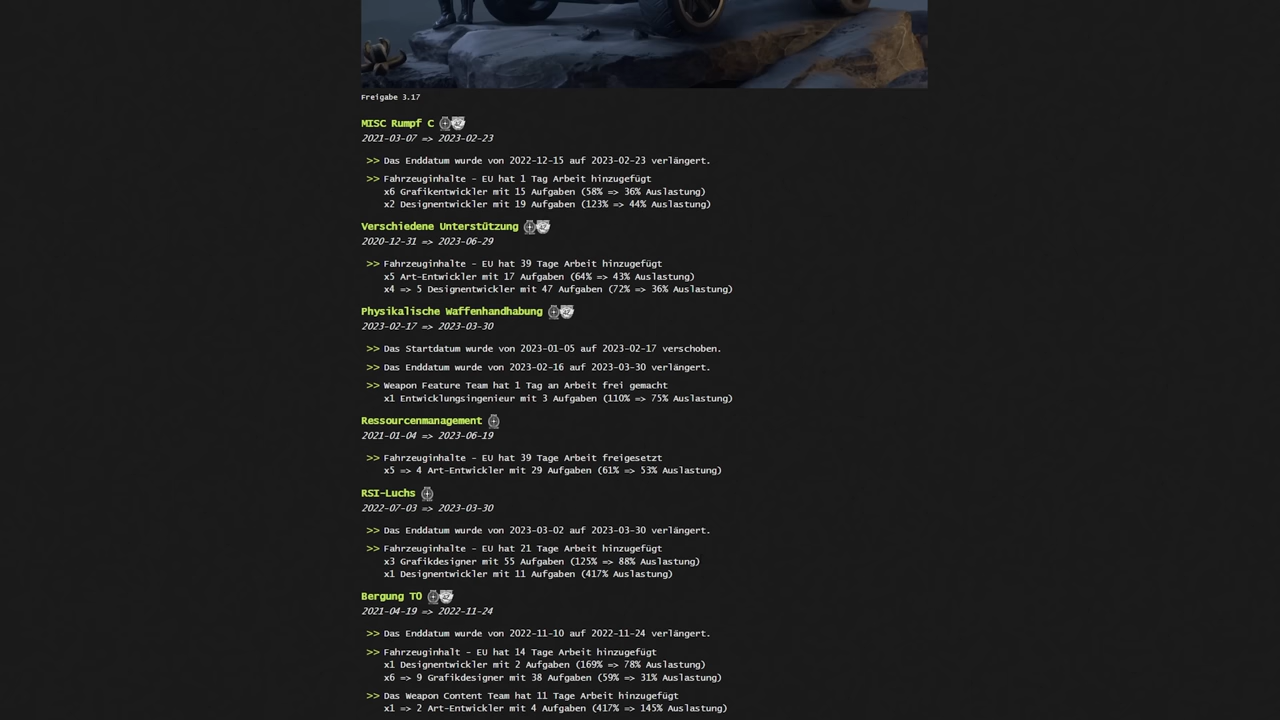 Freigabe 3.17
MISC Rumpf C
2021-03-07 => 2023-02-23
>> Das Enddatum wurde von 2022-12-15 auf 2023-02-23 verlängert.
>> Fahrzeuginhalte - EU hat 1 Tag Arbeit hinzugefügt
x6 Grafikentwickler mit 15 Aufgaben (58% => 36% Auslastung)
x2 Designentwickler mit 19 Aufgaben (123% => 44% Auslastung)
Verschiedene Unterstützung
2020-12-31 => 2023-06-29
>> Fahrzeuginhalte - EU hat 39 Tage Arbeit hinzugefügt
x5 Art-Entwickler mit 17 Aufgaben (64% => 43% Auslastung)
x4 => 5 Designentwickler mit 47 Aufgaben (72% => 36% Auslastung)
Physikalische Waffenhandhabung
2023-02-17 => 2023-03-30
>> Das Startdatum wurde von 2023-01-05 auf 2023-02-17 verschoben.
>> Das Enddatum wurde von 2023-02-16 auf 2023-03-30 verlängert.
>> Weapon Feature Team hat 1 Tag an Arbeit frei gemacht
x1 Entwicklungsingenieur mit 3 Aufgaben (110% => 75% Auslastung)
Ressourcenmanagement
2021-01-04 => 2023-06-19
>> Fahrzeuginhalte - EU hat 39 Tage Arbeit freigesetzt
x5 => 4 Art-Entwickler mit 29 Aufgaben (61% => 53% Auslastung)
RSI-Luchs
2022-07-03 => 2023-03-30
>> Das Enddatum wurde von 2023-03-02 auf 2023-03-30 verlängert.
>> Fahrzeuginhalte - EU hat 21 Tage Arbeit hinzugefügt
x3 Grafikdesigner mit 55 Aufgaben (125% => 88% Auslastung)
x1 Designentwickler mit 11 Aufgaben (417% Auslastung)
Bergung T0
2021-04-19 => 2022-11-24
>> Das Enddatum wurde von 2022-11-10 auf 2022-11-24 verlängert.
>> Fahrzeuginhalt - EU hat 14 Tage Arbeit hinzugefügt
x1 Designentwickler mit 2 Aufgaben (169% => 78% Auslastung)
x6 => 9 Grafikdesigner mit 38 Aufgaben (59% => 31% Auslastung)
>> Das Weapon Content Team hat 11 Tage Arbeit hinzugefügt
x1 => 2 Art-Entwickler mit 4 Aufgaben (417% => 145% Auslastung)